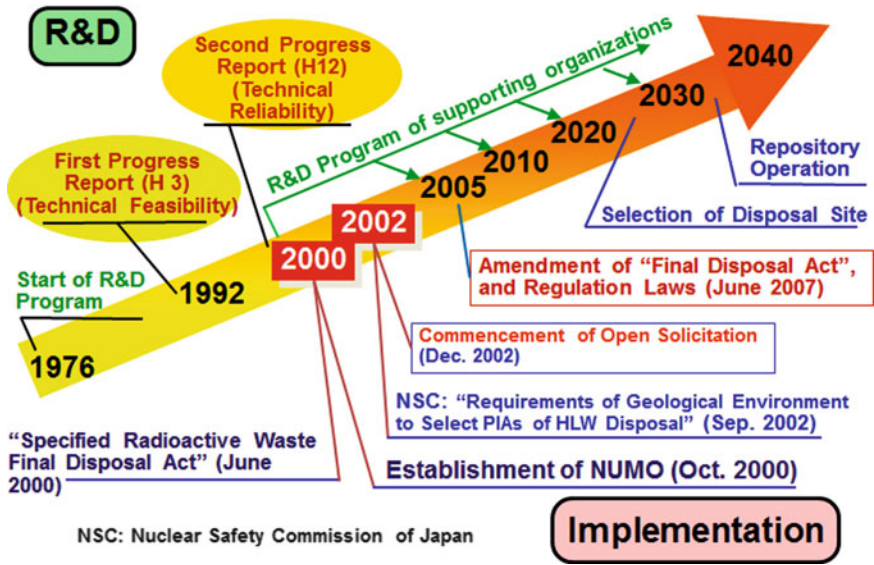 R&D
Second Progress
Report (H12)
(Technical
Reliability)
First Progress
Report (H 3)
(Technical Feasibility)
Start of R&D
Program
R&D Program of supporting organizations
1976
1992
2000
2002
2005
2010
2020
2030
2040
Repository
Operation
Selection of Disposal Site
Amendment of “Final Disposal Act”,
and Regulation Laws (June 2007)
Commencement of Open Solicitation
(Dec. 2002)
NSC: “Requirements of Geological Environment
to Select PIAs of HLW Disposal” (Sep. 2002)
“Specified Radioactive Waste
Final Disposal Act” (June
2000)
Establishment of NUMO (Oct. 2000)
NSC: Nuclear Safety Commission of Japan
Implementation